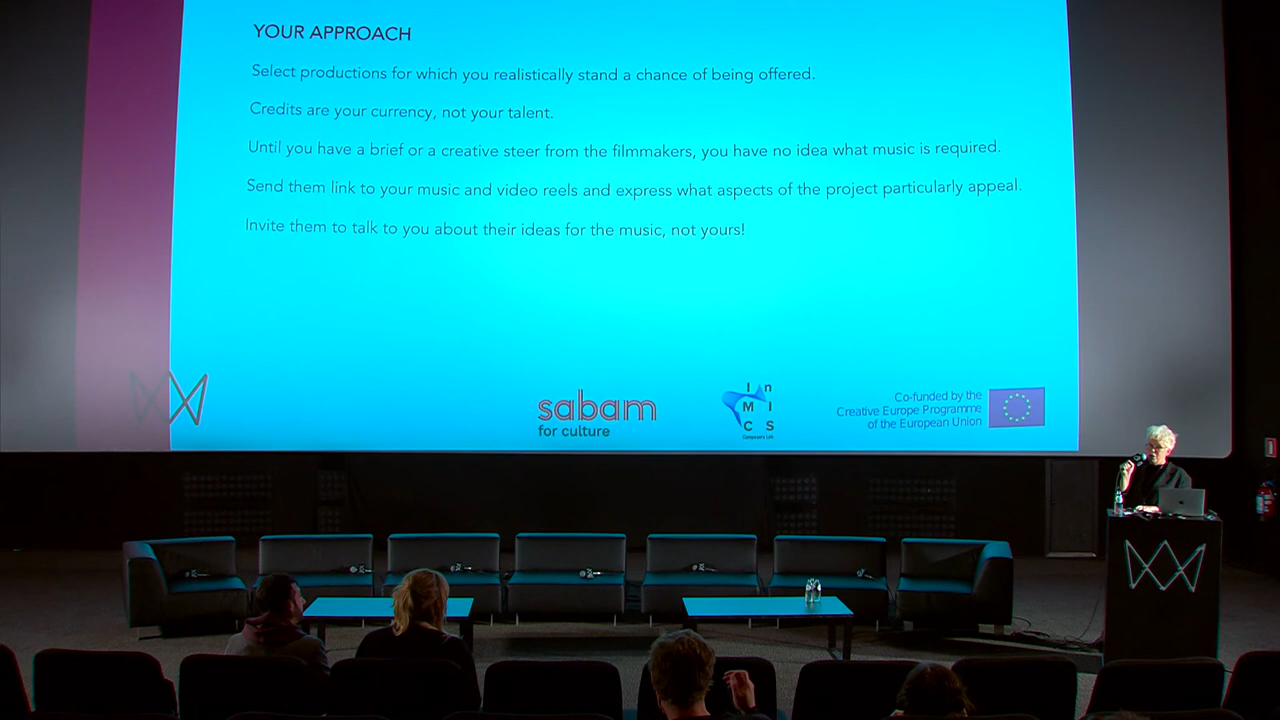 YOUR APPROACH
Select productions for which you realistically stand a chance of being offered.
Credits are your currency, not your talent.
Until you have a brief or a creative steer from the filmmakers, you have no idea what music is required.
Send them link to your music and video reels and express what aspects of the project particularly appeal.
Invite them to talk to you about their ideas for the music, not yours!
sabam
for culture
In
M I
C S
Composers Lab
Co-funded by the
Creative Europe Programme
of the European Union